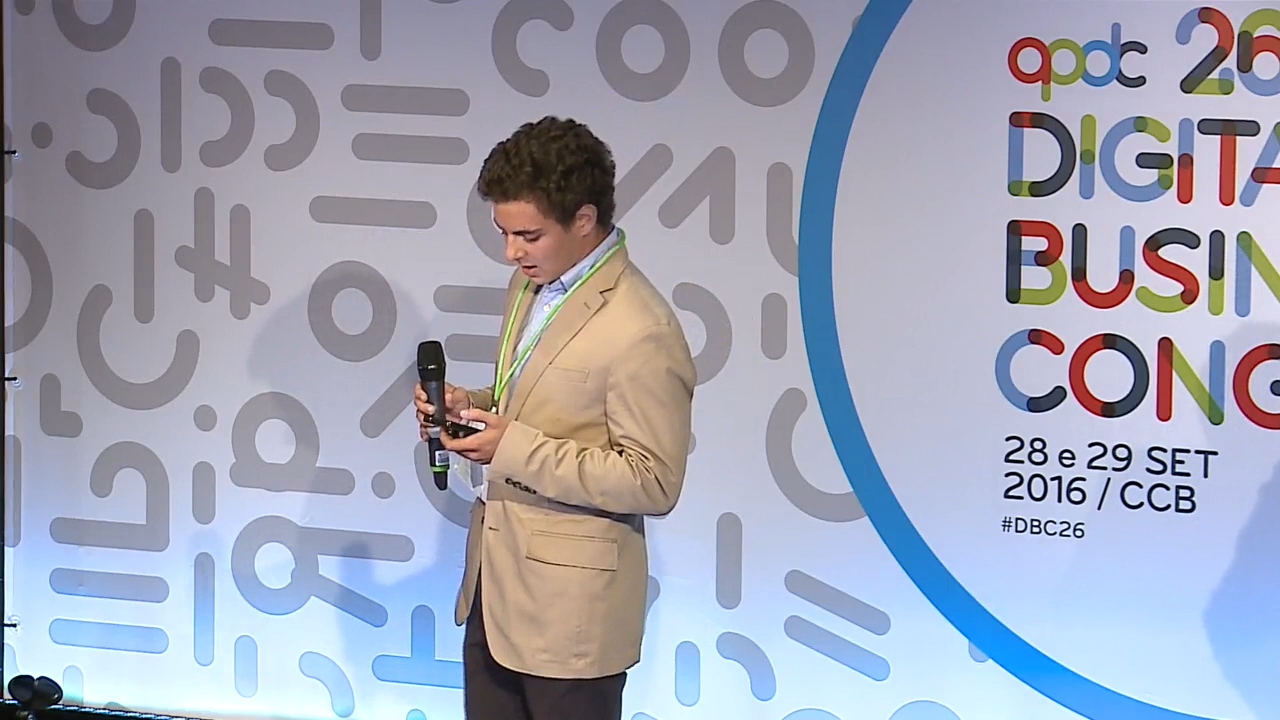 apdc 26
DIGITA
BUSIN
CONG
28 e 29 SET
2016 / CCB
#DBC26